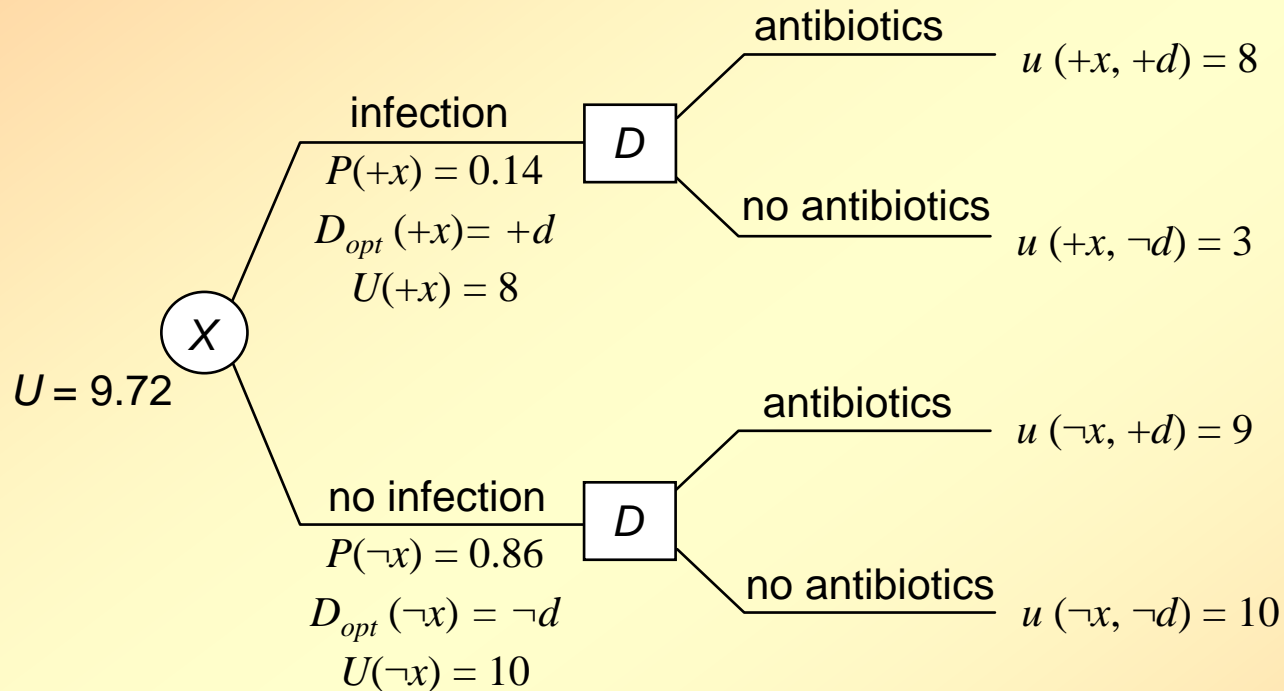 antibiotics
u (+x, +d) = 8
infection
D
P(+x) = 0.14
no antibiotics
D_opt (+x)= +d
u (+x, ¬d) = 3
U(+x) = 8
X
U = 9.72
antibiotics
u (¬x, +d) = 9
no infection
D
P(¬x) = 0.86
no antibiotics
D_opt (¬x) = ¬d
u (¬x, ¬d) = 10
U(¬x) = 10